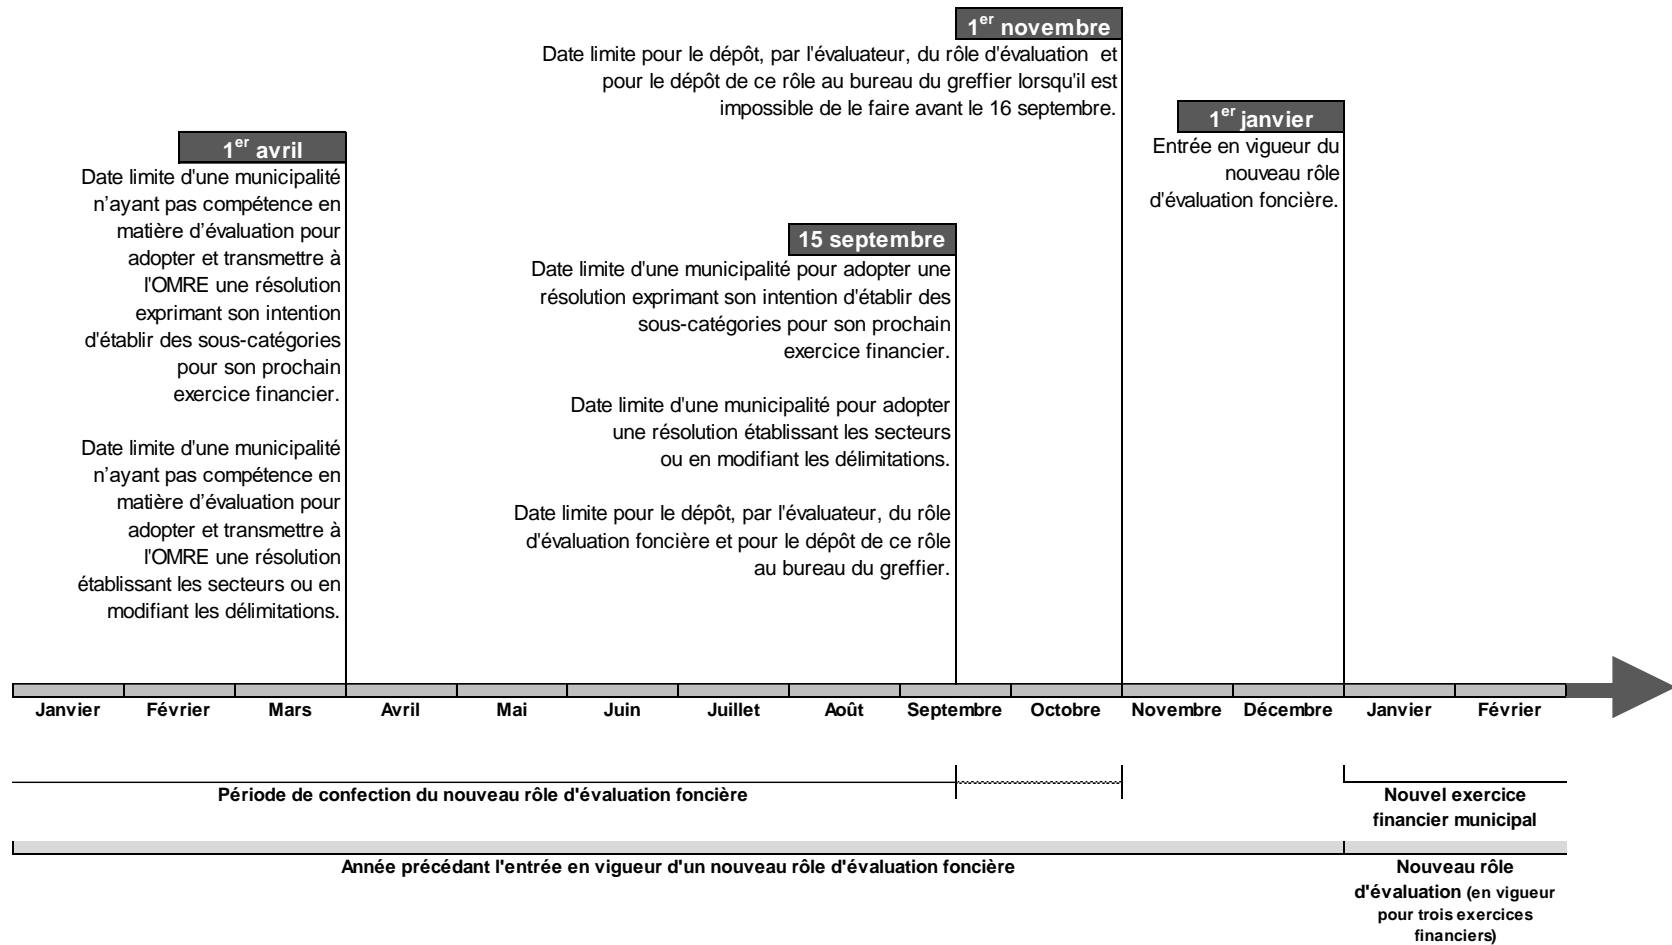 1er novembre
Date limite pour le dépôt, par l'évaluateur, du rôle d'évaluation et
pour le dépôt de ce rôle au bureau du greffier lorsqu'il est
impossible de le faire avant le 16 septembre.
1er janvier
Entrée en vigueur du
nouveau rôle
d'évaluation foncière.
1er avril
Date limite d'une municipalité
n’ayant pas compétence en
matière d’évaluation pour
adopter et transmettre à
l'OMRE une résolution
exprimant son intention
d'établir des sous-catégories
pour son prochain
exercice financier.
Date limite d'une municipalité
n’ayant pas compétence en
matière d’évaluation pour
adopter et transmettre à
l'OMRE une résolution
établissant les secteurs ou en
modifiant les délimitations.
15 septembre
Date limite d'une municipalité pour adopter une
résolution exprimant son intention d'établir des
sous-catégories pour son prochain
exercice financier.
Date limite d'une municipalité pour adopter
une résolution établissant les secteurs
ou en modifiant les délimitations.
Date limite pour le dépôt, par l'évaluateur, du rôle
d'évaluation foncière et pour le dépôt de ce rôle
au bureau du greffier.
Janvier Février Mars Avril Mai Juin Juillet Août Septembre Octobre Novembre Décembre Janvier Février
Période de confection du nouveau rôle d'évaluation foncière
Nouvel exercice
financier municipal
Année précédant l'entrée en vigueur d'un nouveau rôle d'évaluation foncière
Nouveau rôle
d'évaluation (en vigueur
pour trois exercices
financiers)